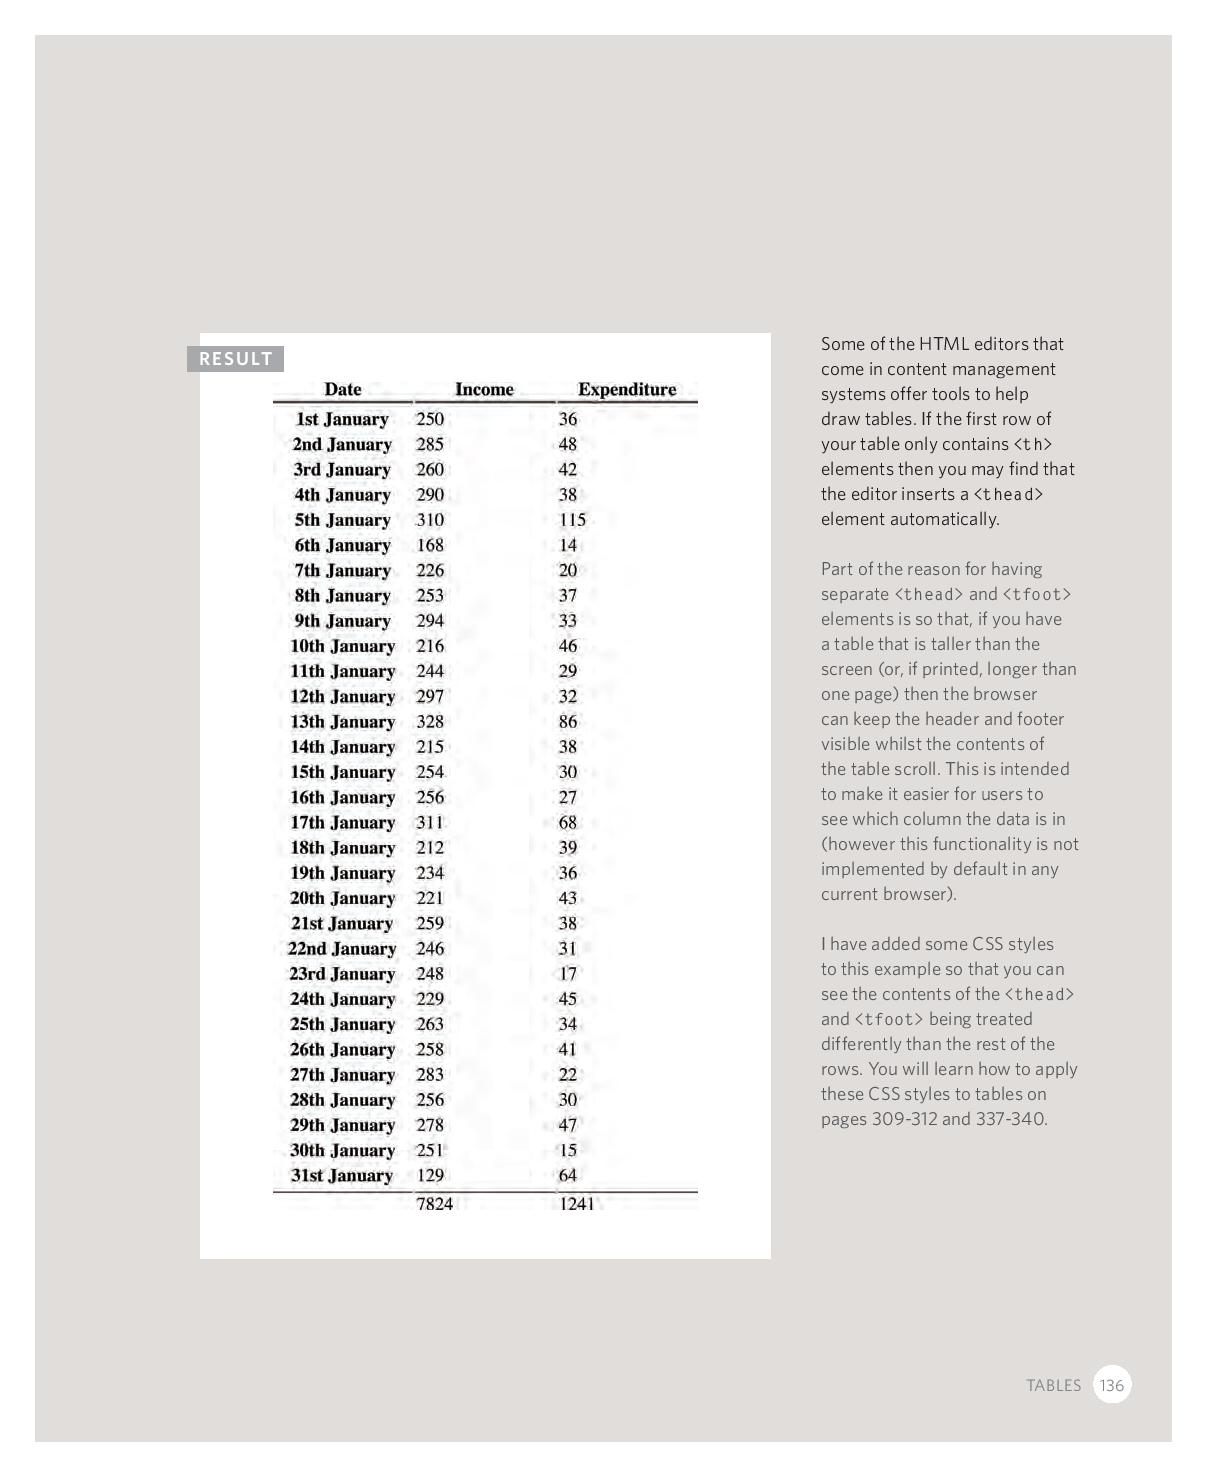 RESULT
Date Income Expenditure
1st January 250 36
2nd January 285 48
3rd January 260 42
4th January 290 38
5th January 310 115
6th January 168 14
7th January 226 20
8th January 253 37
9th January 294 33
10th January 216 46
11th January 244 29
12th January 297 32
13th January 328 86
14th January 215 38
15th January 254 30
16th January 256 27
17th January 311 68
18th January 212 39
19th January 234 36
20th January 221 43
21st January 259 38
22nd January 246 31
23rd January 248 17
24th January 229 45
25th January 263 34
26th January 258 41
27th January 283 22
28th January 256 30
29th January 278 47
30th January 251 15
31st January 129 64
7824 1241
Some of the HTML editors that
come in content management
systems offer tools to help
draw tables. If the first row of
your table only contains <th>
elements then you may find that
the editor inserts a <thead>
element automatically.
Part of the reason for having
separate <thead> and <tfoot>
elements is so that, if you have
a table that is taller than the
screen (or, if printed, longer than
one page) then the browser
can keep the header and footer
visible whilst the contents of
the table scroll. This is intended
to make it easier for users to
see which column the data is in
(however this functionality is not
implemented by default in any
current browser).
I have added some CSS styles
to this example so that you can
see the contents of the <thead>
and <tfoot> being treated
differently than the rest of the
rows. You will learn how to apply
these CSS styles to tables on
pages 309-312 and 337-340.
TABLES 136